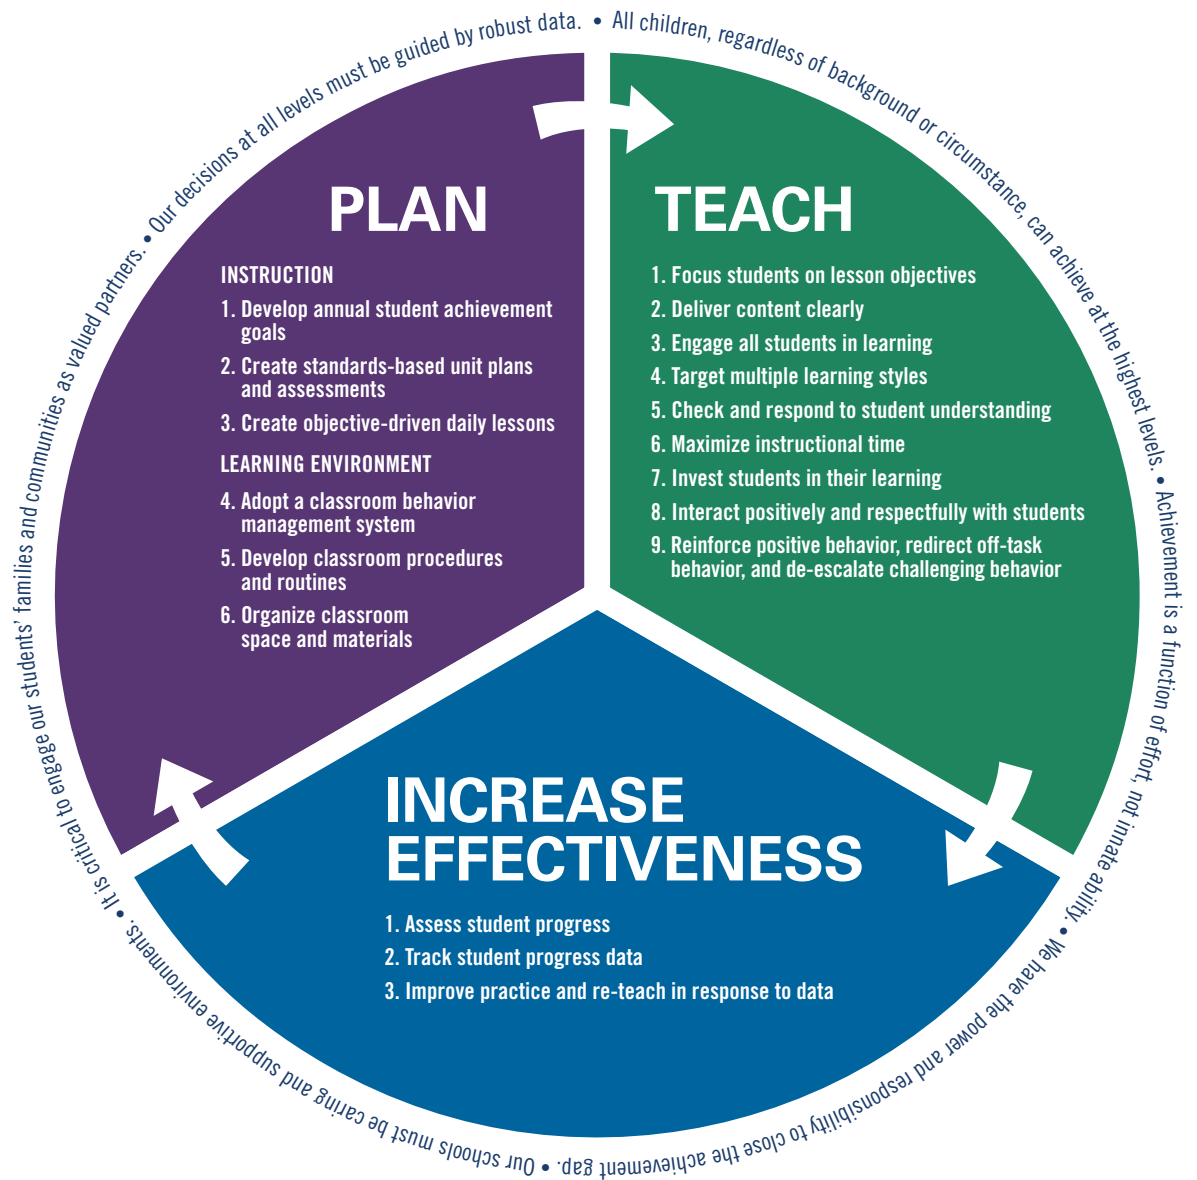 PLAN
INSTRUCTION
1. Develop annual student achievement
goals
2. Create standards-based unit plans
and assessments
3. Create objective-driven daily lessons
LEARNING ENVIRONMENT
4. Adopt a classroom behavior
management system
5. Develop classroom procedures
and routines
6. Organize classroom
space and materials
TEACH
1. Focus students on lesson objectives
2. Deliver content clearly
3. Engage all students in learning
4. Target multiple learning styles
5. Check and respond to student understanding
6. Maximize instructional time
7. Invest students in their learning
8. Interact positively and respectfully with students
9. Reinforce positive behavior, redirect off-task
behavior, and de-escalate challenging behavior
INCREASE
EFFECTIVENESS
1. Assess student progress
2. Track student progress data
3. Improve practice and re-teach in response to data
• All children, regardless of background or circumstance, can achieve at the highest levels. • Achievement is a function of effort, not innate ability. • We have the power and responsibility to close the achievement gap. • Our schools must be caring and supportive environments. • It is critical to engage our students' families and communities as valued partners. • Our decisions at all levels must be guided by robust data.